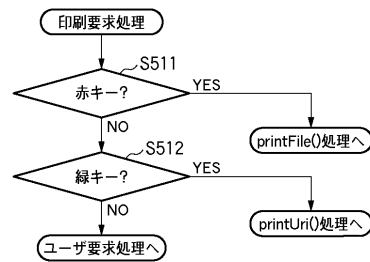 印刷要求処理
S511
赤キー?
YES
NO
printFile()処理へ
S512
緑キー?
YES
NO
printUri()処理へ
ユーザ要求処理へ